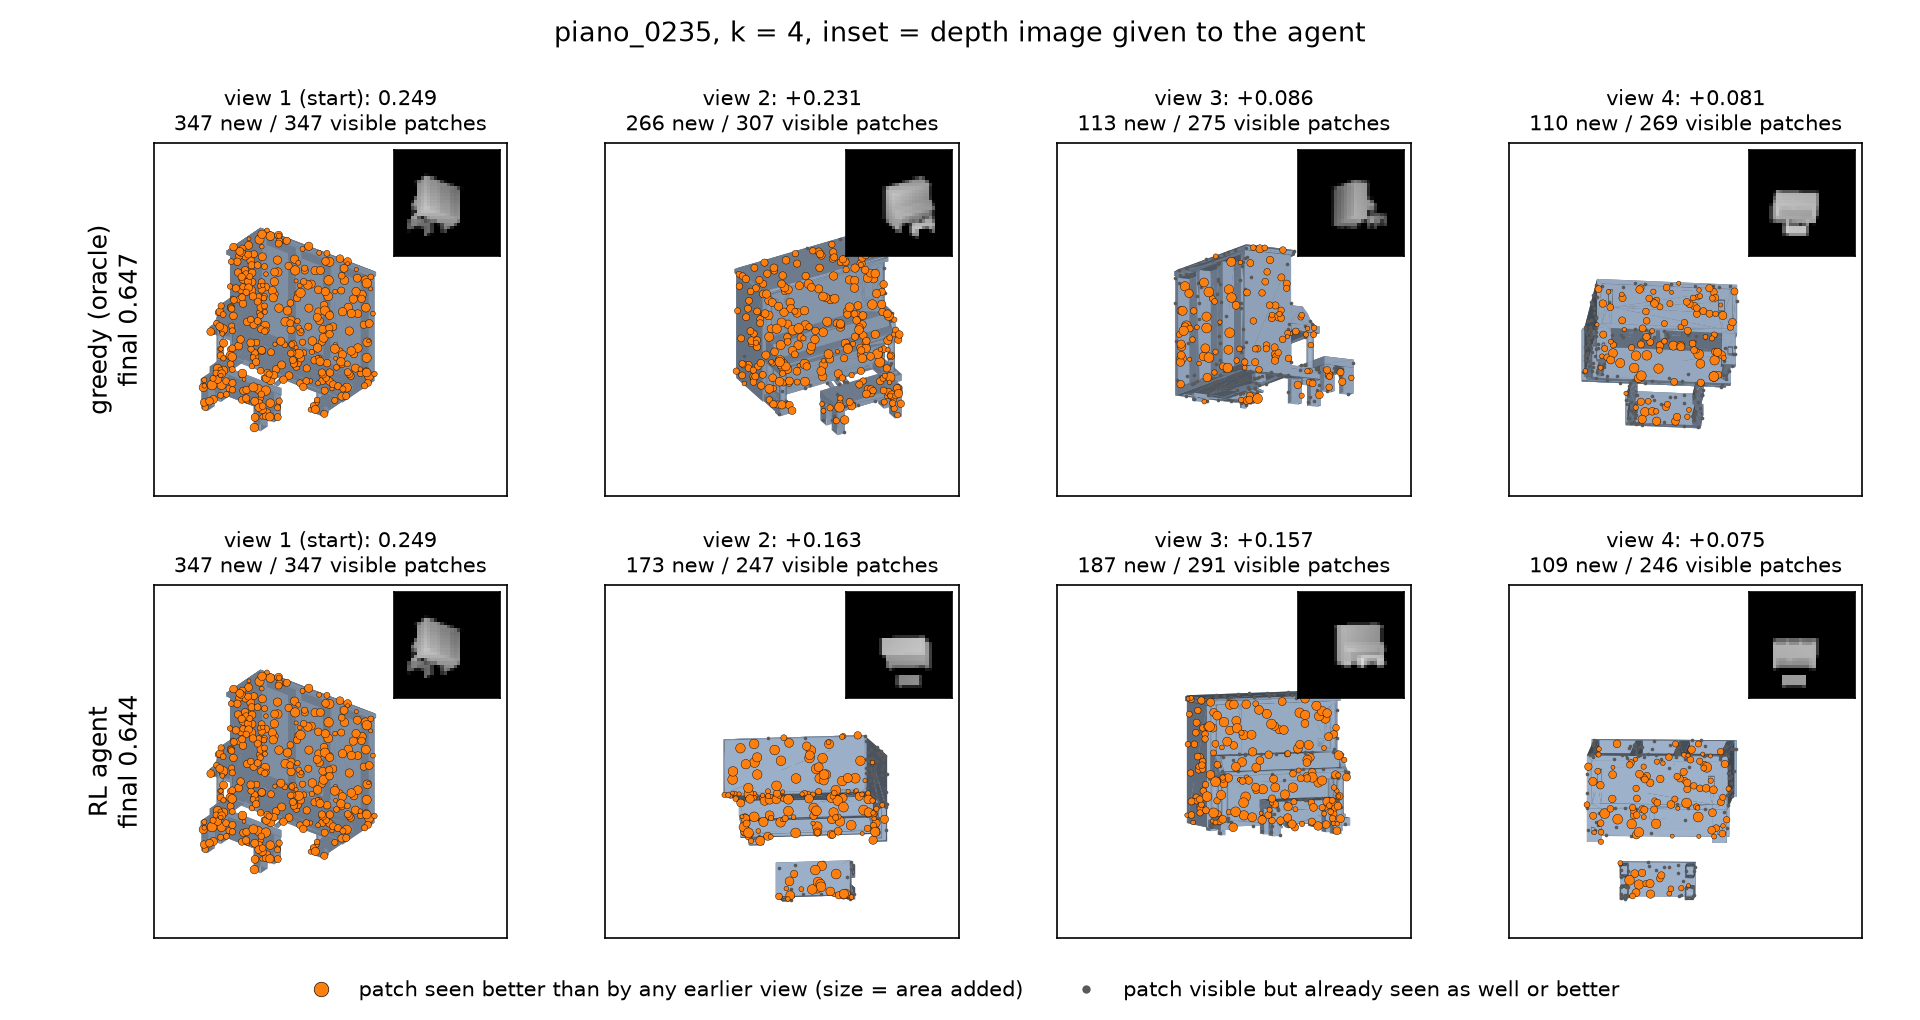 piano_0235, k = 4, inset = depth image given to the agent
greedy (oracle)
final 0.647
view 1 (start): 0.249
347 new / 347 visible patches
view 2: +0.231
266 new / 307 visible patches
view 3: +0.086
113 new / 275 visible patches
view 4: +0.081
110 new / 269 visible patches
RL agent
final 0.644
view 1 (start): 0.249
347 new / 347 visible patches
view 2: +0.163
173 new / 247 visible patches
view 3: +0.157
187 new / 291 visible patches
view 4: +0.075
109 new / 246 visible patches
patch seen better than by any earlier view (size = area added)
patch visible but already seen as well or better